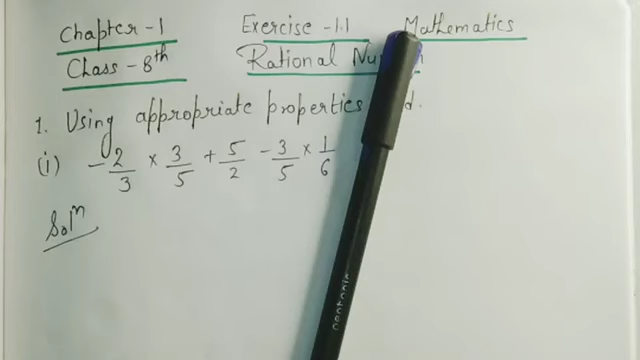 Chapter-1 Exercise-1.1 Mathematics
Class-8th Rational
1. Using appropriate properties
(i) -2/3 × 3/5 + 5/2 - 3/5 × 1/6
Solⁿ
pentonic